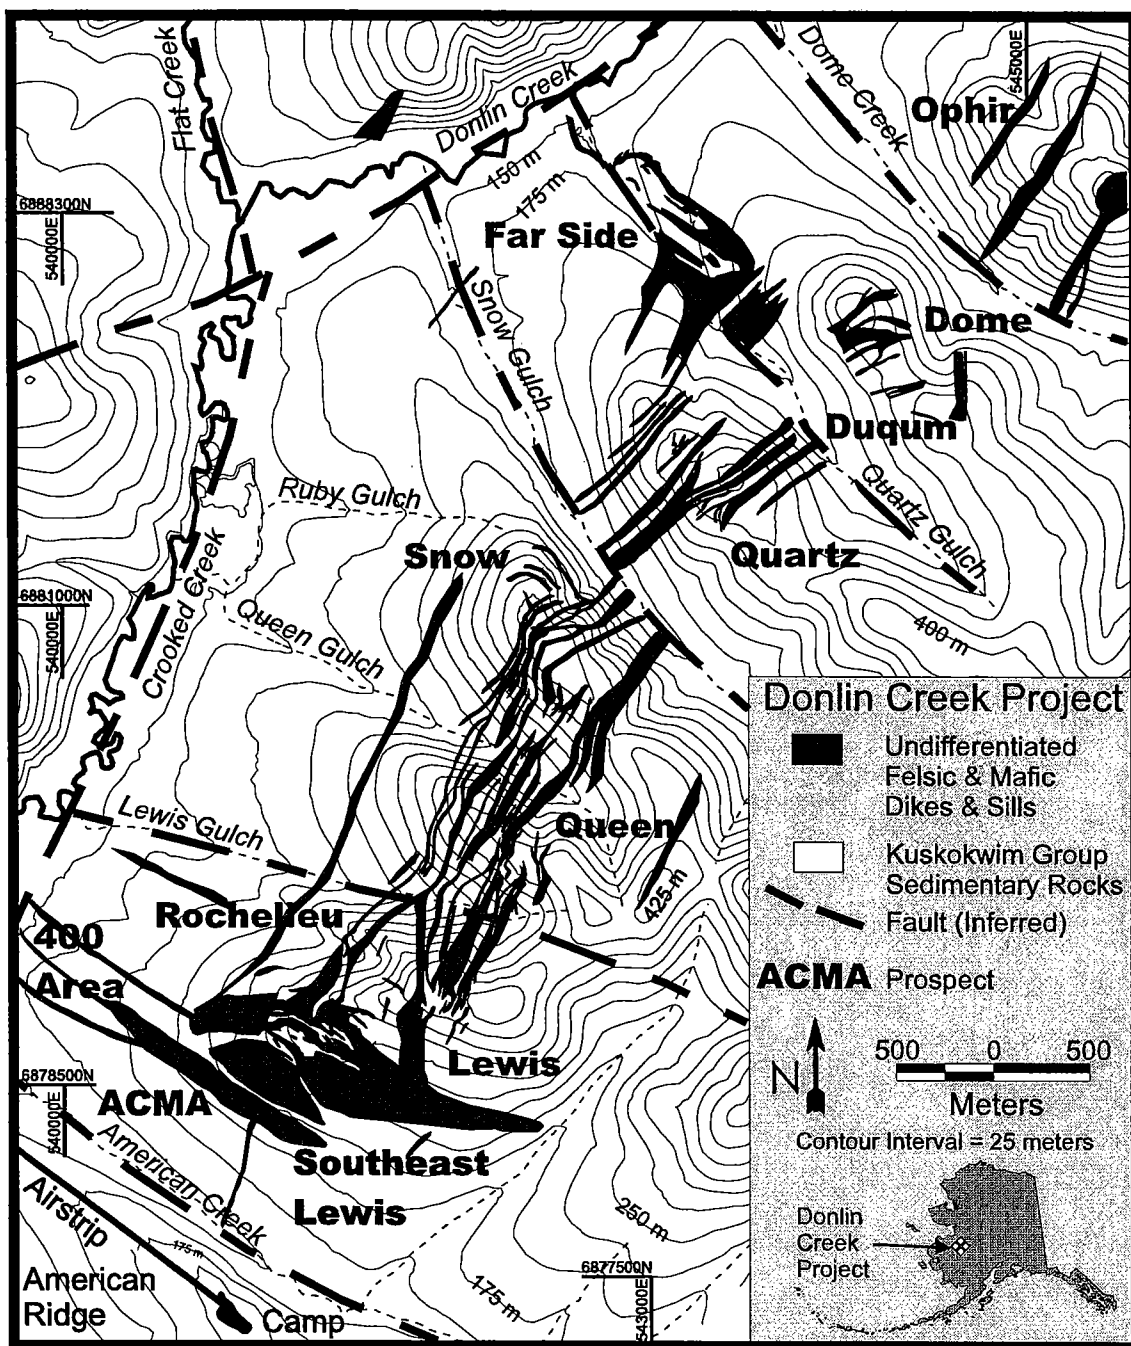 Flat Creek
Donlin Creek
Dome Creek
545000E
Ophir
150 m
175 m
6888300N
540000E
Far Side
Snow Gulch
Dome
Duqum
Ruby Gulch
Quartz Gulch
Snow
Quartz
6881000N
540000E
Crooked Creek
Queen Gulch
400 m
Lewis Gulch
Queen
425 m
Rochelieu
400
Area
Lewis
6878500N
540000E
ACMA
American Creek
Southeast
Lewis
Airstrip
175 m
250 m
American
Ridge
Camp
175 m
6877500N
543000E
Donlin Creek Project
Undifferentiated
Felsic & Mafic
Dikes & Sills
Kuskokwim Group
Sedimentary Rocks
Fault (Inferred)
ACMA Prospect
N
500 0 500
Meters
Contour Interval = 25 meters
Donlin
Creek
Project